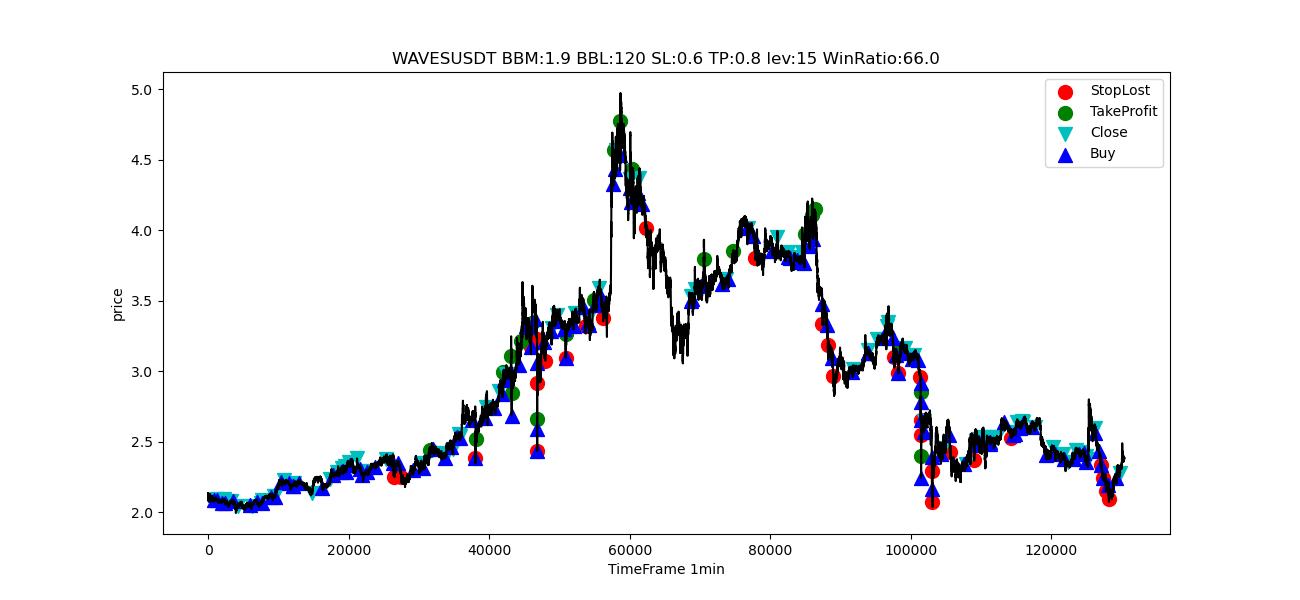 WAVESUSDT BBM:1.9 BBL:120 SL:0.6 TP:0.8 lev:15 WinRatio:66.0
StopLost
TakeProfit
Close
Buy
price
5.0
4.5
4.0
3.5
3.0
2.5
2.0
0 20000 40000 60000 80000 100000 120000
TimeFrame 1min